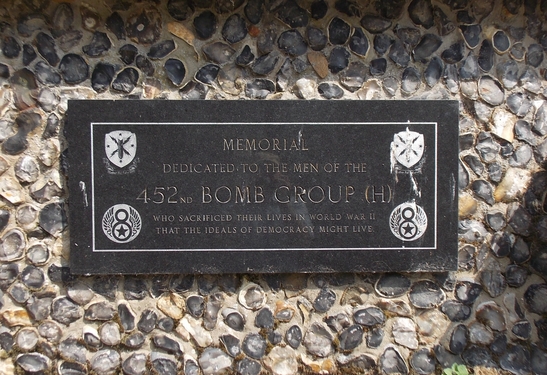 MEMORIAL
DEDICATED TO THE MEN OF THE
452ND BOMB GROUP (H)
WHO SACRIFICED THEIR LIVES IN WORLD WAR II
THAT THE IDEALS OF DEMOCRACY MIGHT LIVE.